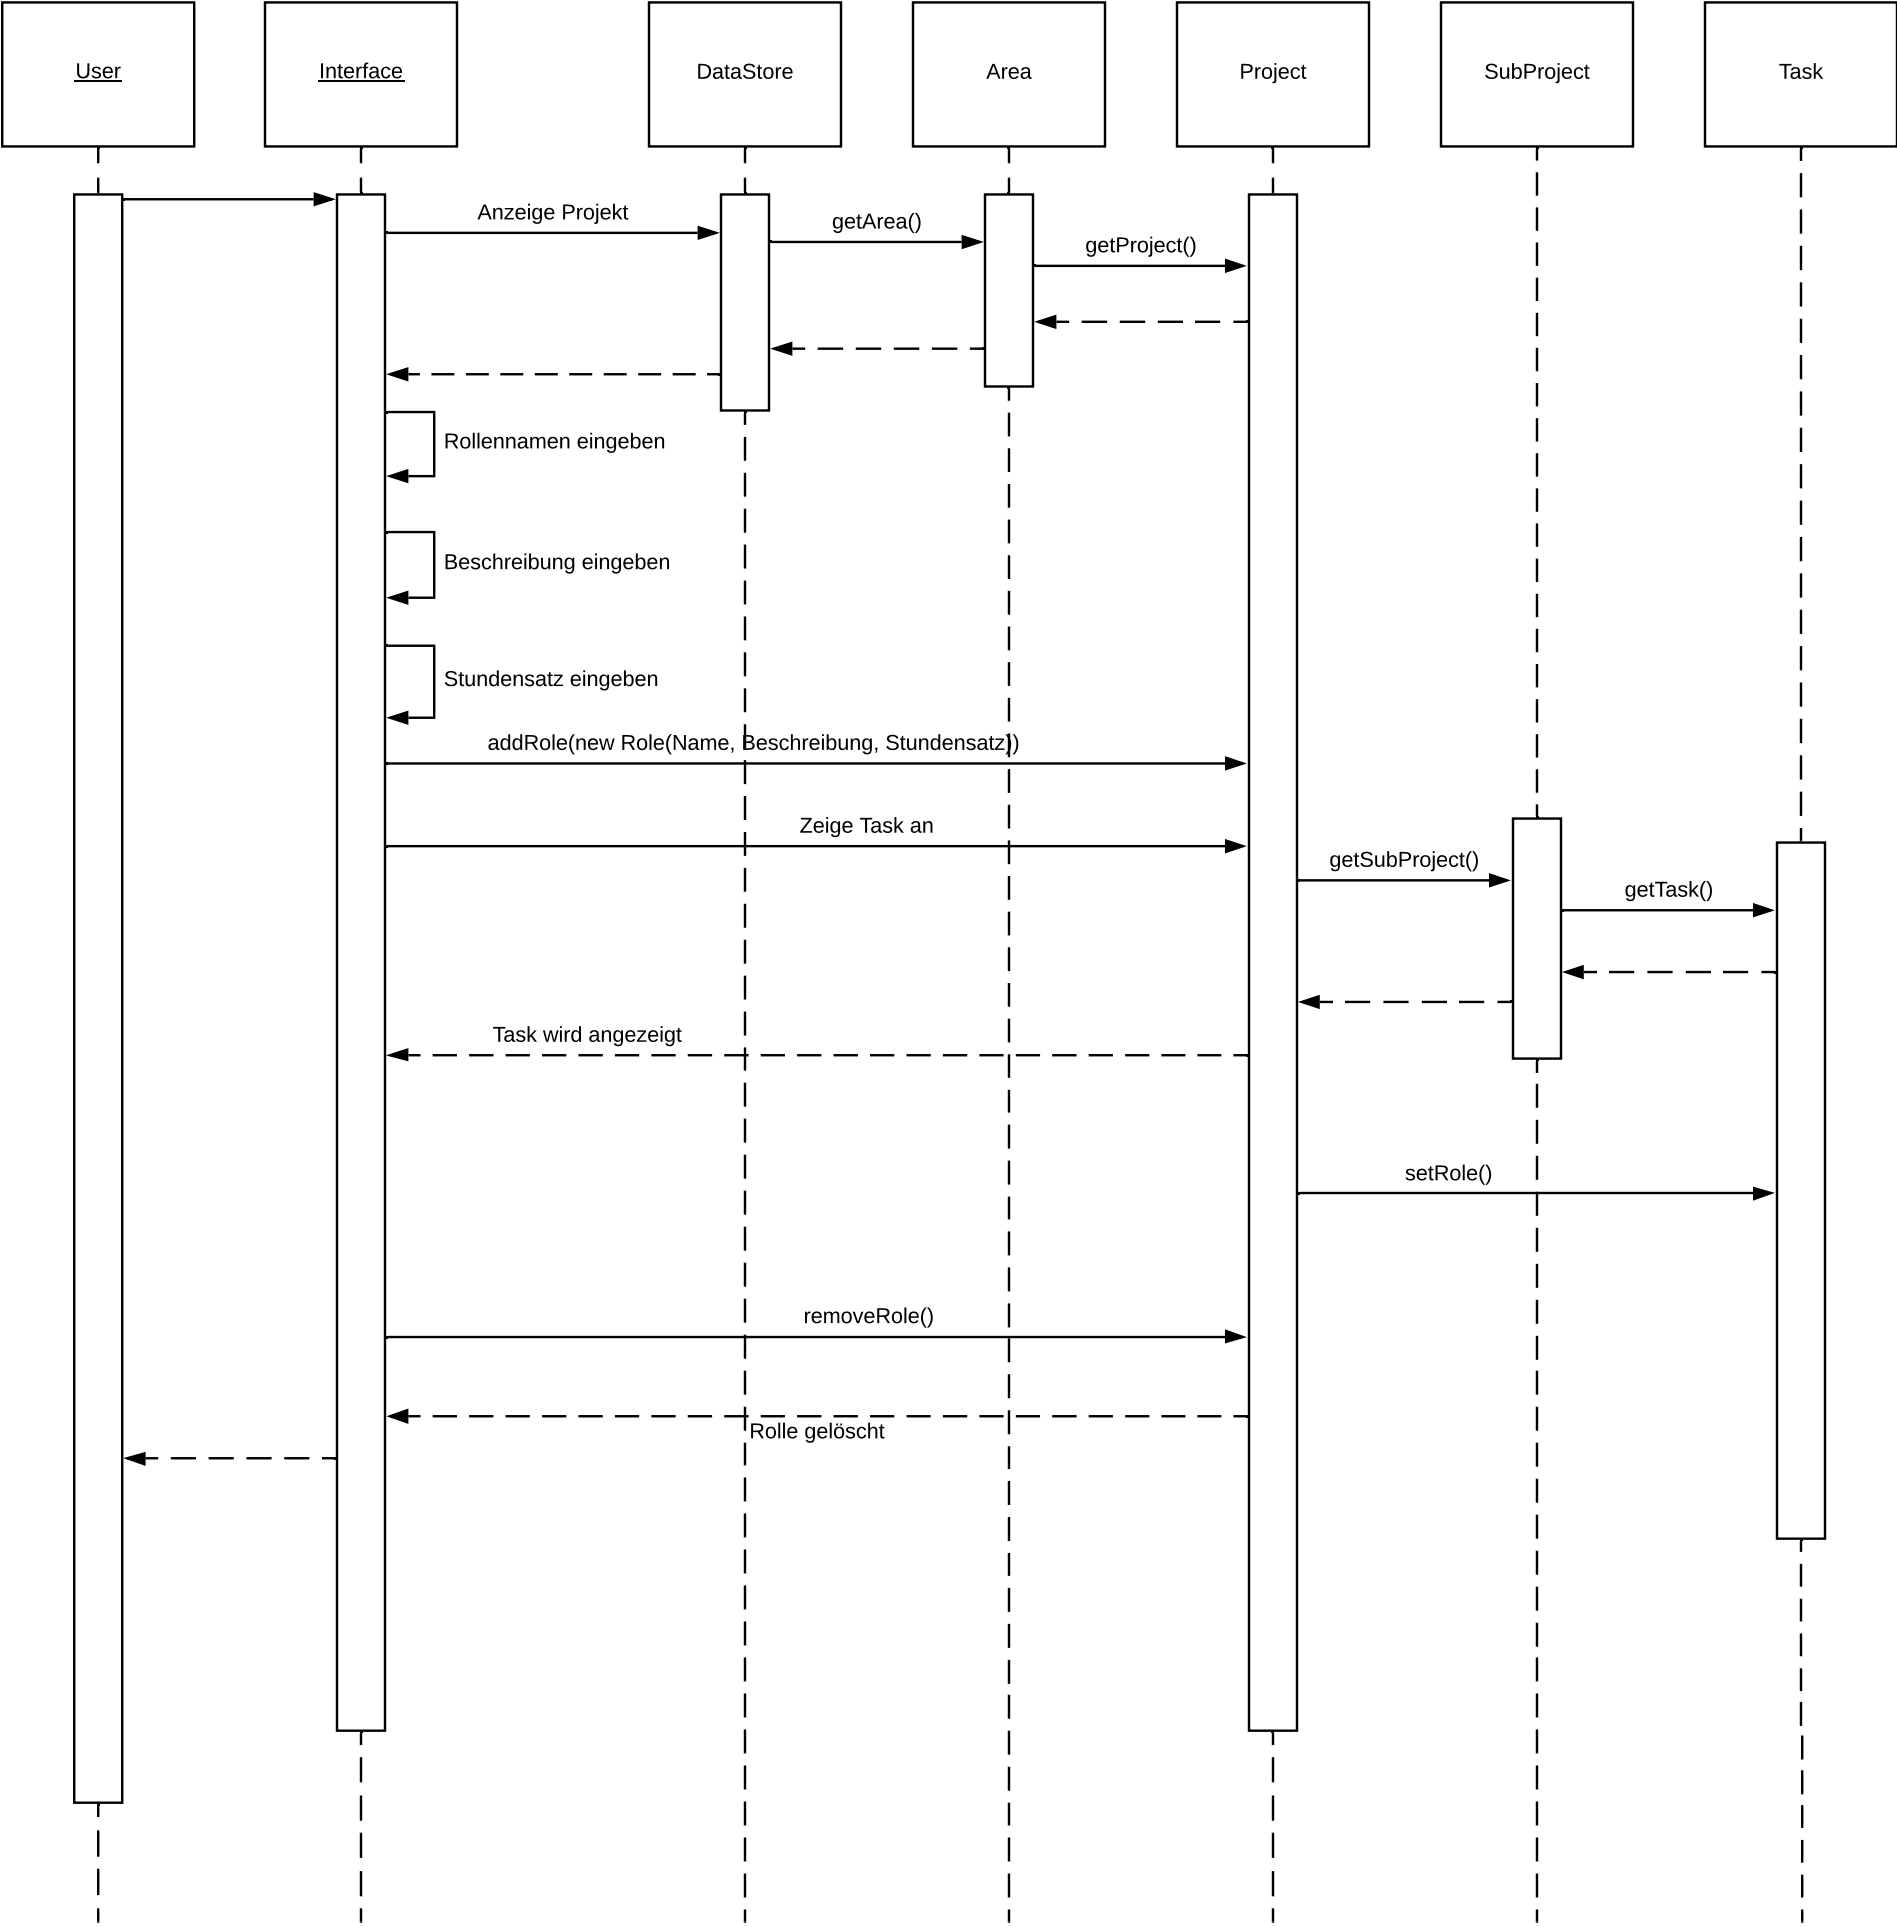 User
Interface
DataStore
Area
Project
SubProject
Task
Anzeige Projekt
getArea()
getProject()
Rollennamen eingeben
Beschreibung eingeben
Stundensatz eingeben
addRole(new Role(Name, Beschreibung, Stundensatz))
Zeige Task an
getSubProject()
getTask()
Task wird angezeigt
setRole()
removeRole()
Rolle gelöscht